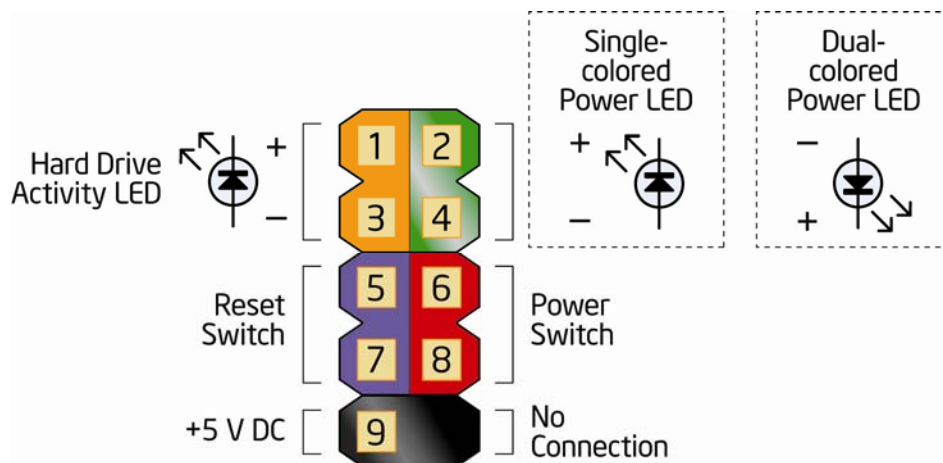 Single-
colored
Power LED
+
−
Dual-
colored
Power LED
−
+
Hard Drive
Activity LED
+
−
1 2
3 4
Reset
Switch
5 6
7 8
Power
Switch
+5 V DC
9
No
Connection